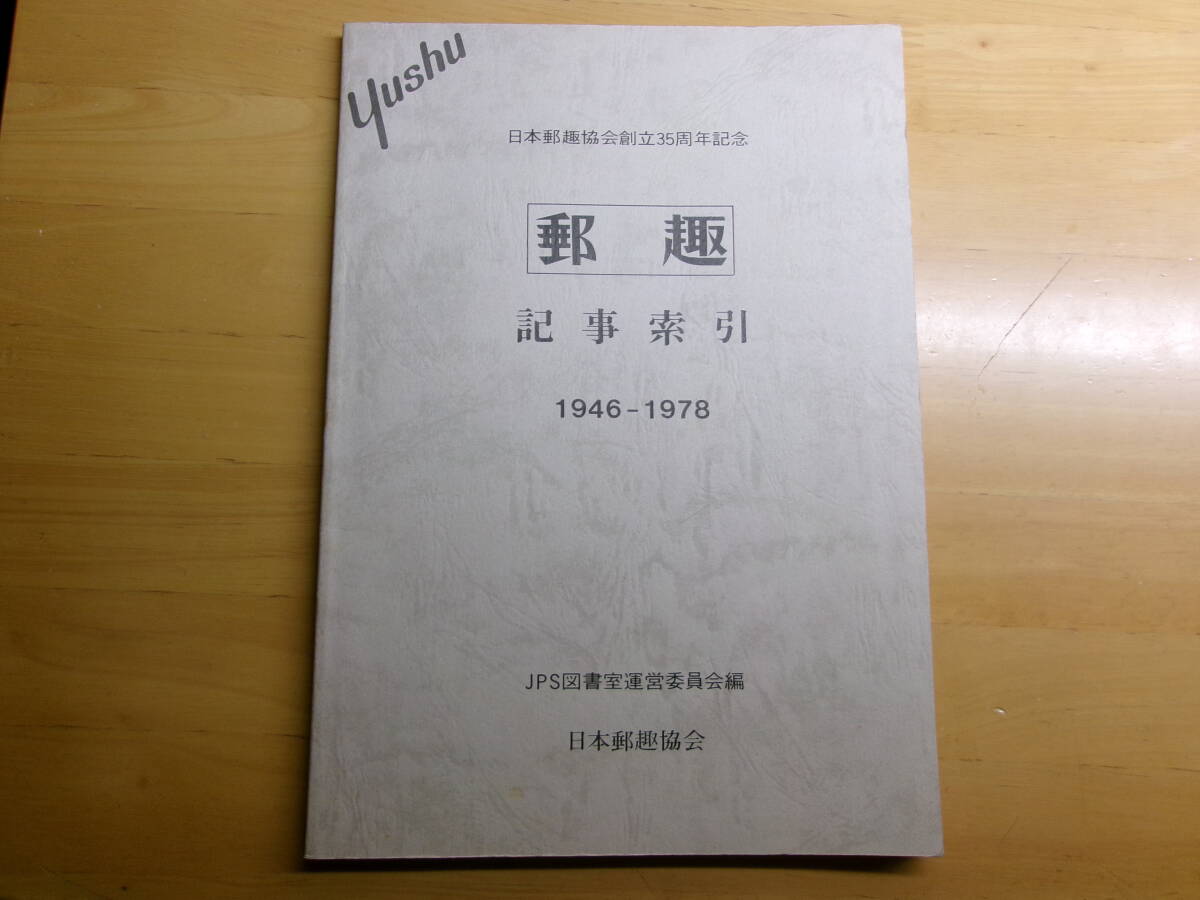 Yushu
日本郵趣協会創立35周年記念
郵趣
記事索引
1946-1978
JPS図書室運営委員会編
日本郵趣協会